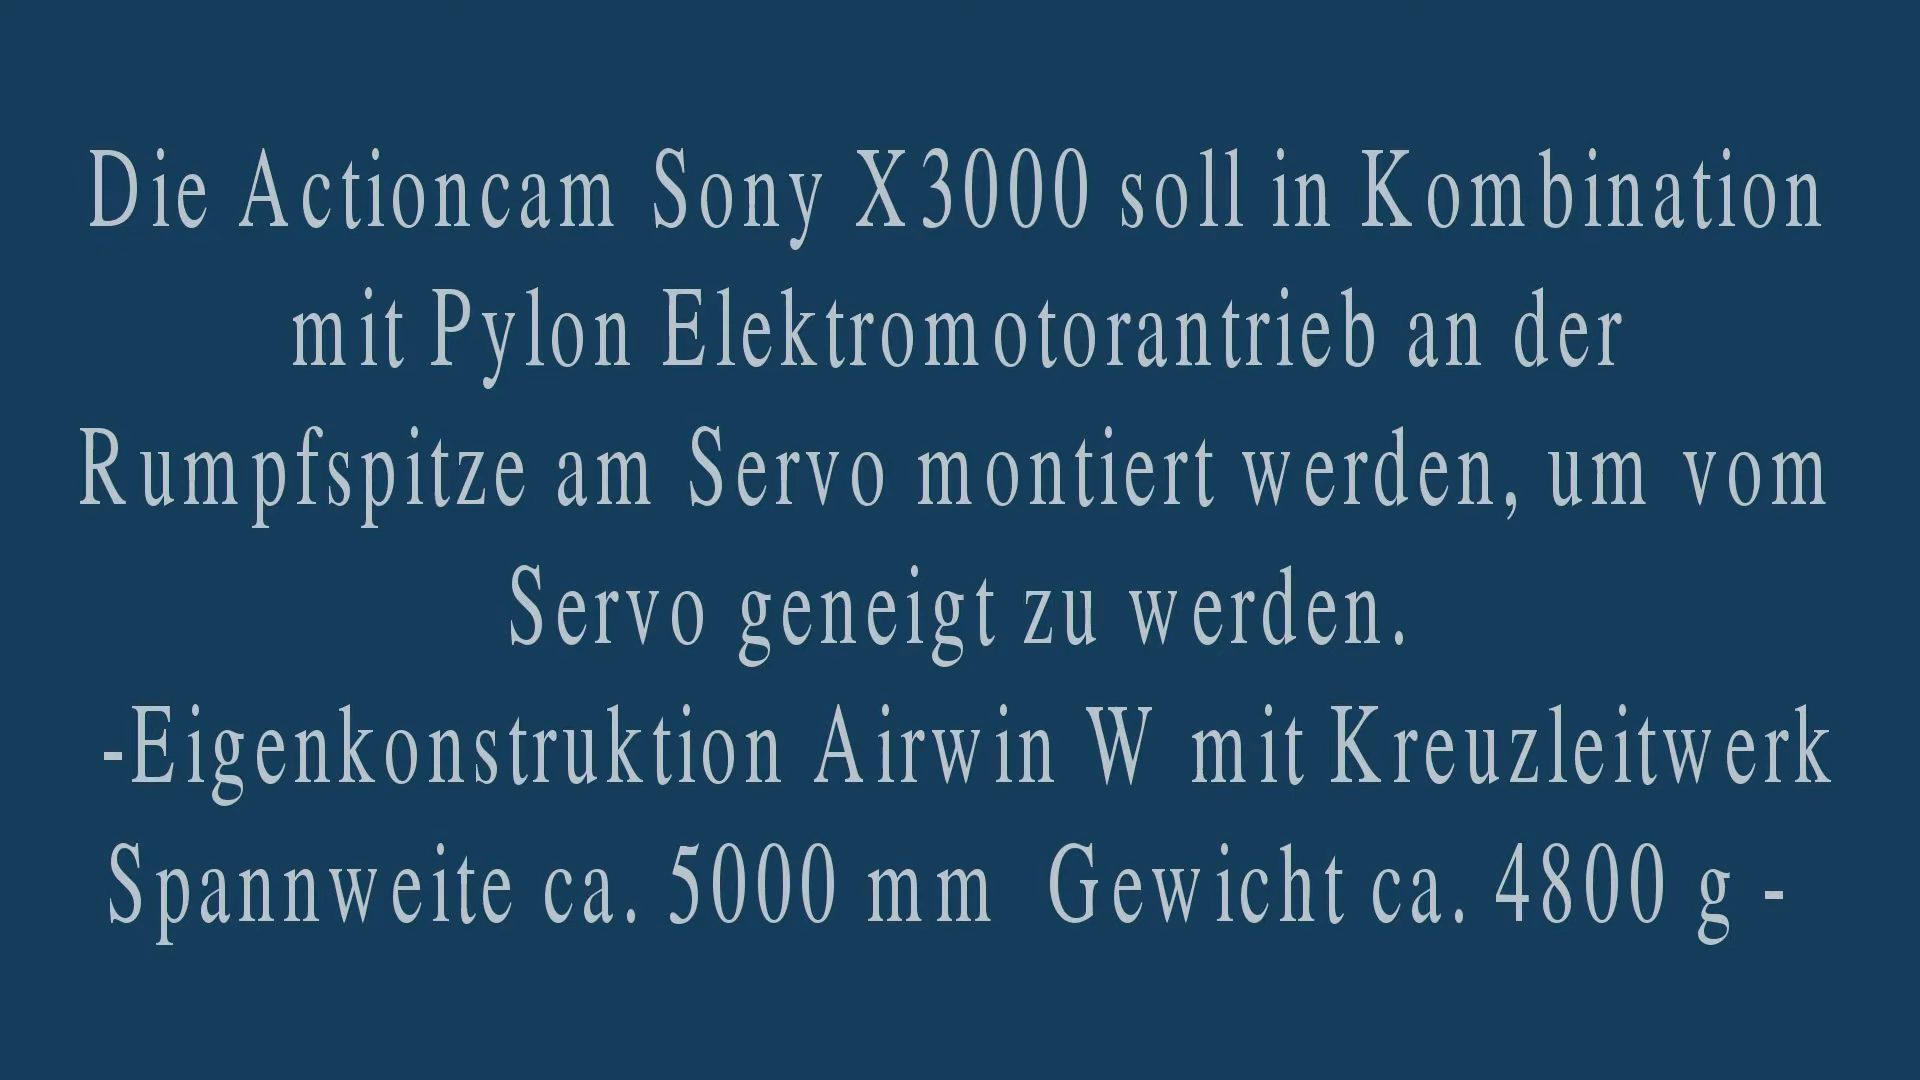 Die Actioncam Sony X3000 soll in Kombination
mit Pylon Elektromotorantrieb an der
Rumpfspitze am Servo montiert werden, um vom
Servo geneigt zu werden.
-Eigenkonstruktion Airwin W mit Kreuzleitwerk
Spannweite ca. 5000 mm  Gewicht ca. 4800 g -